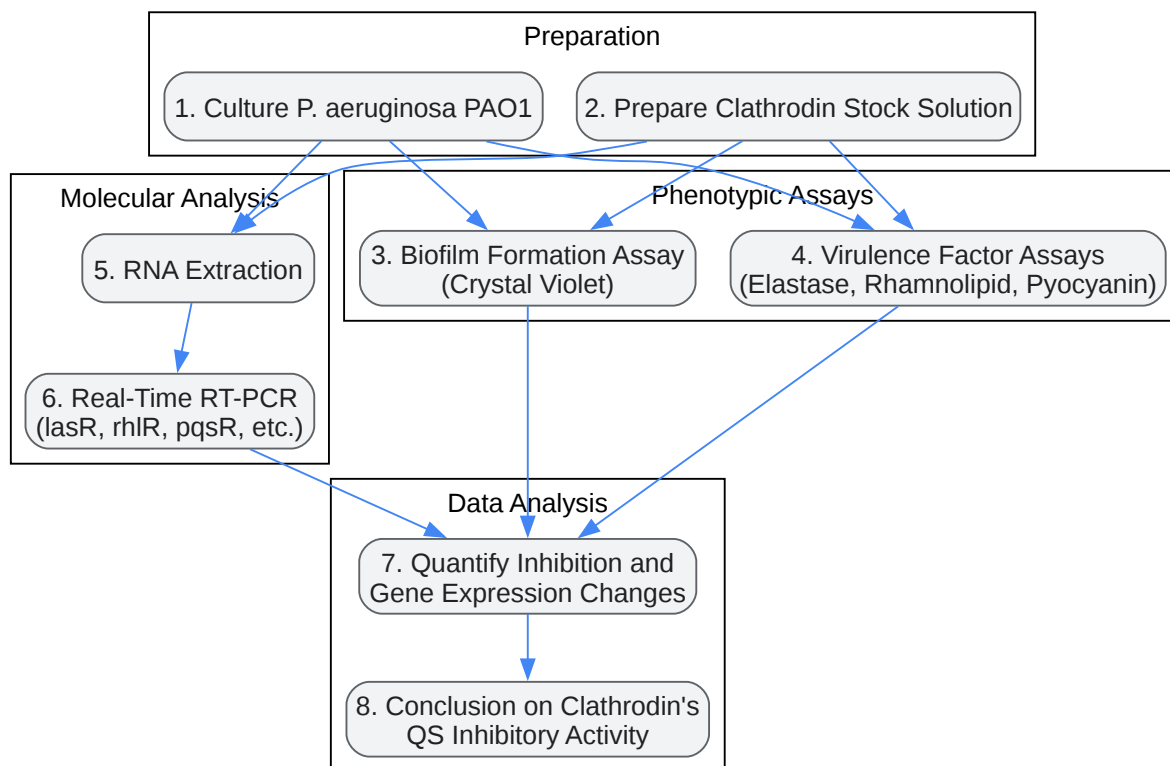 Preparation
1. Culture P. aeruginosa PAO1
2. Prepare Clathrodin Stock Solution
Molecular Analysis
Phenotypic Assays
5. RNA Extraction
3. Biofilm Formation Assay
(Crystal Violet)
4. Virulence Factor Assays
(Elastase, Rhamnolipid, Pyocyanin)
6. Real-Time RT-PCR
(lasR, rhlR, pqsR, etc.)
Data Analysis
7. Quantify Inhibition and
Gene Expression Changes
8. Conclusion on Clathrodin's
QS Inhibitory Activity